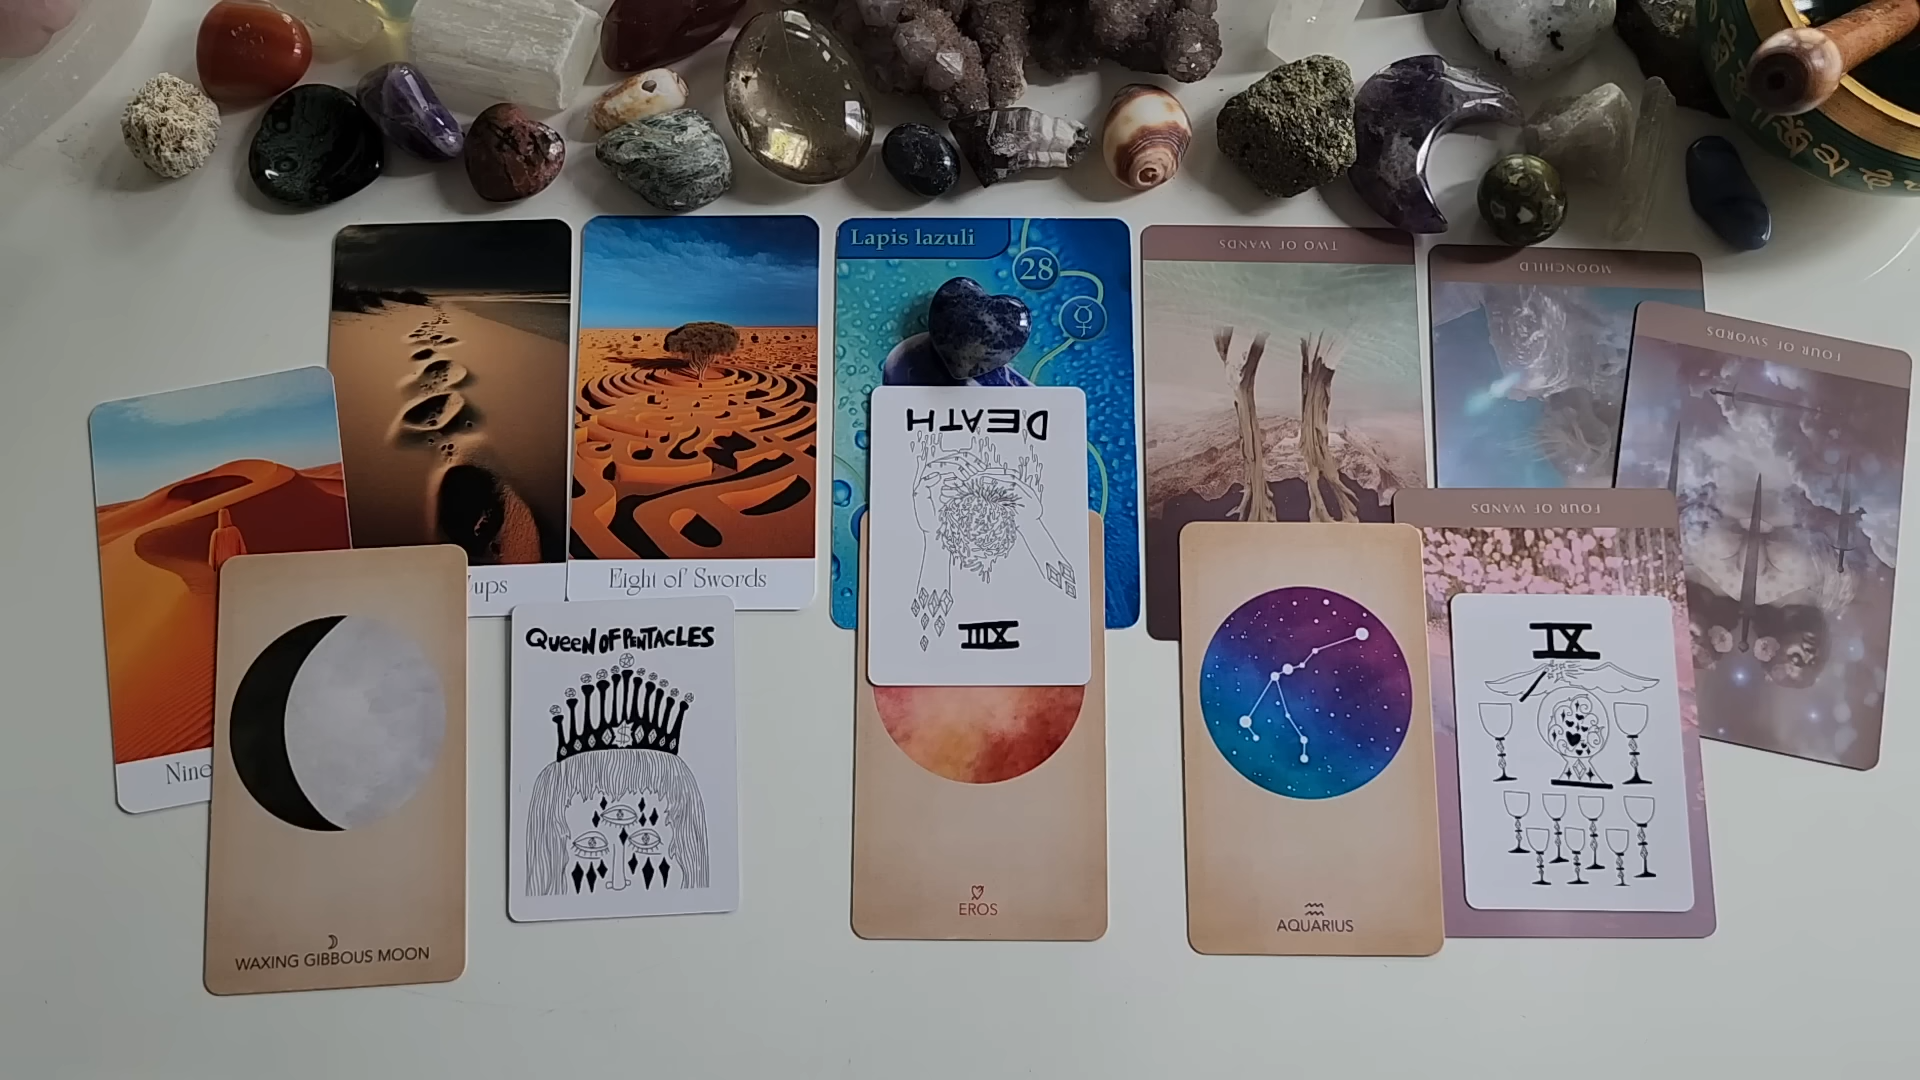 Lapis lazuli
28
TWO OF WANDS
MOONCHILD
FOUR OF SWORDS
DEATH
XIII
FOUR OF WANDS
Eight of Swords
Nine
QUEEN OF PENTACLES
$
IX
WAXING GIBBOUS MOON
EROS
AQUARIUS